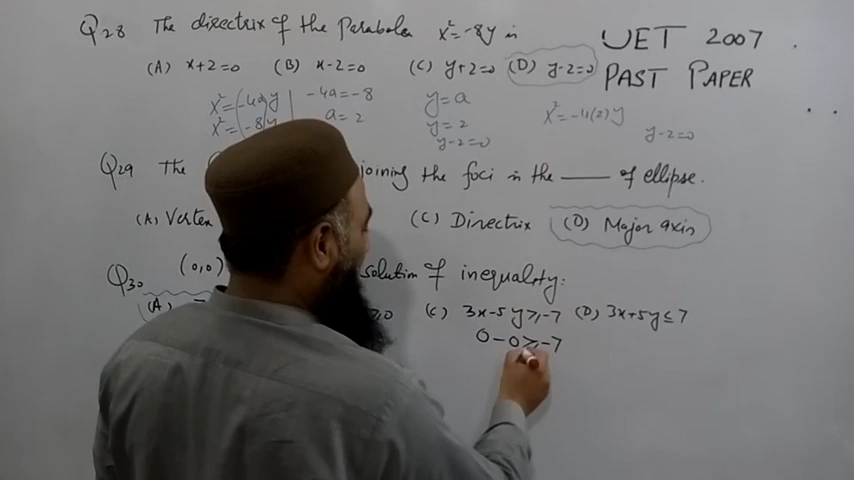 Q28 The directrix of the Parabola x²=-8y is
UET 2007
PAST PAPER
(A) x+2=0 (B) x-2=0 (C) y+2=0 (D) y-2=0
x²=-4ay -4a=-8 y=a x²=-4(2)y
x²=-8y a=2 y=2 y-2=0
y-2=0
Q29 The joining the foci is the ____ of ellipse.
(A) Vertex (C) Directrix (D) Major axis
Q30 (0,0) solution of inequality:
(A) ≥0 (C) 3x-5y≥-7 (D) 3x+5y≤7
0-0≥-7